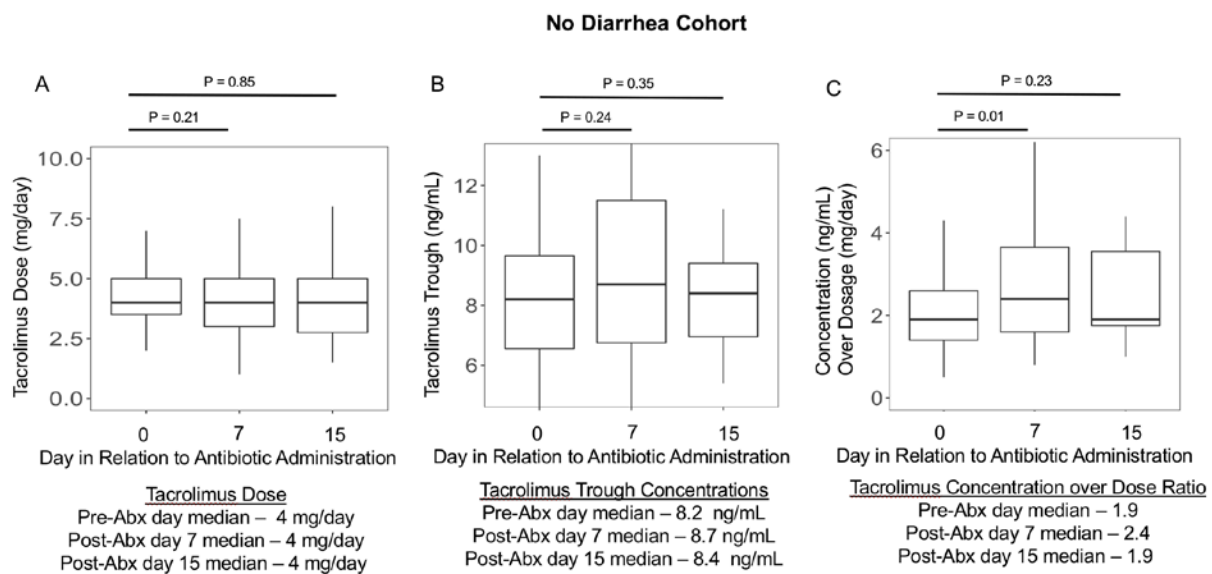 No Diarrhea Cohort
A
P = 0.85
P = 0.21
Tacrolimus Dose (mg/day)
10.0
7.5
5.0
2.5
0.0
0 7 15
Day in Relation to Antibiotic Administration
Tacrolimus Dose
Pre-Abx day median – 4 mg/day
Post-Abx day 7 median – 4 mg/day
Post-Abx day 15 median – 4 mg/day
B
P = 0.35
P = 0.24
Tacrolimus Trough (ng/mL)
12
10
8
6
0 7 15
Day in Relation to Antibiotic Administration
Tacrolimus Trough Concentrations
Pre-Abx day median – 8.2 ng/mL
Post-Abx day 7 median – 8.7 ng/mL
Post-Abx day 15 median – 8.4 ng/mL
C
P = 0.23
P = 0.01
Concentration (ng/mL)
Over Dosage (mg/day)
6
4
2
0
0 7 15
Day in Relation to Antibiotic Administration
Tacrolimus Concentration over Dose Ratio
Pre-Abx day median – 1.9
Post-Abx day 7 median – 2.4
Post-Abx day 15 median – 1.9